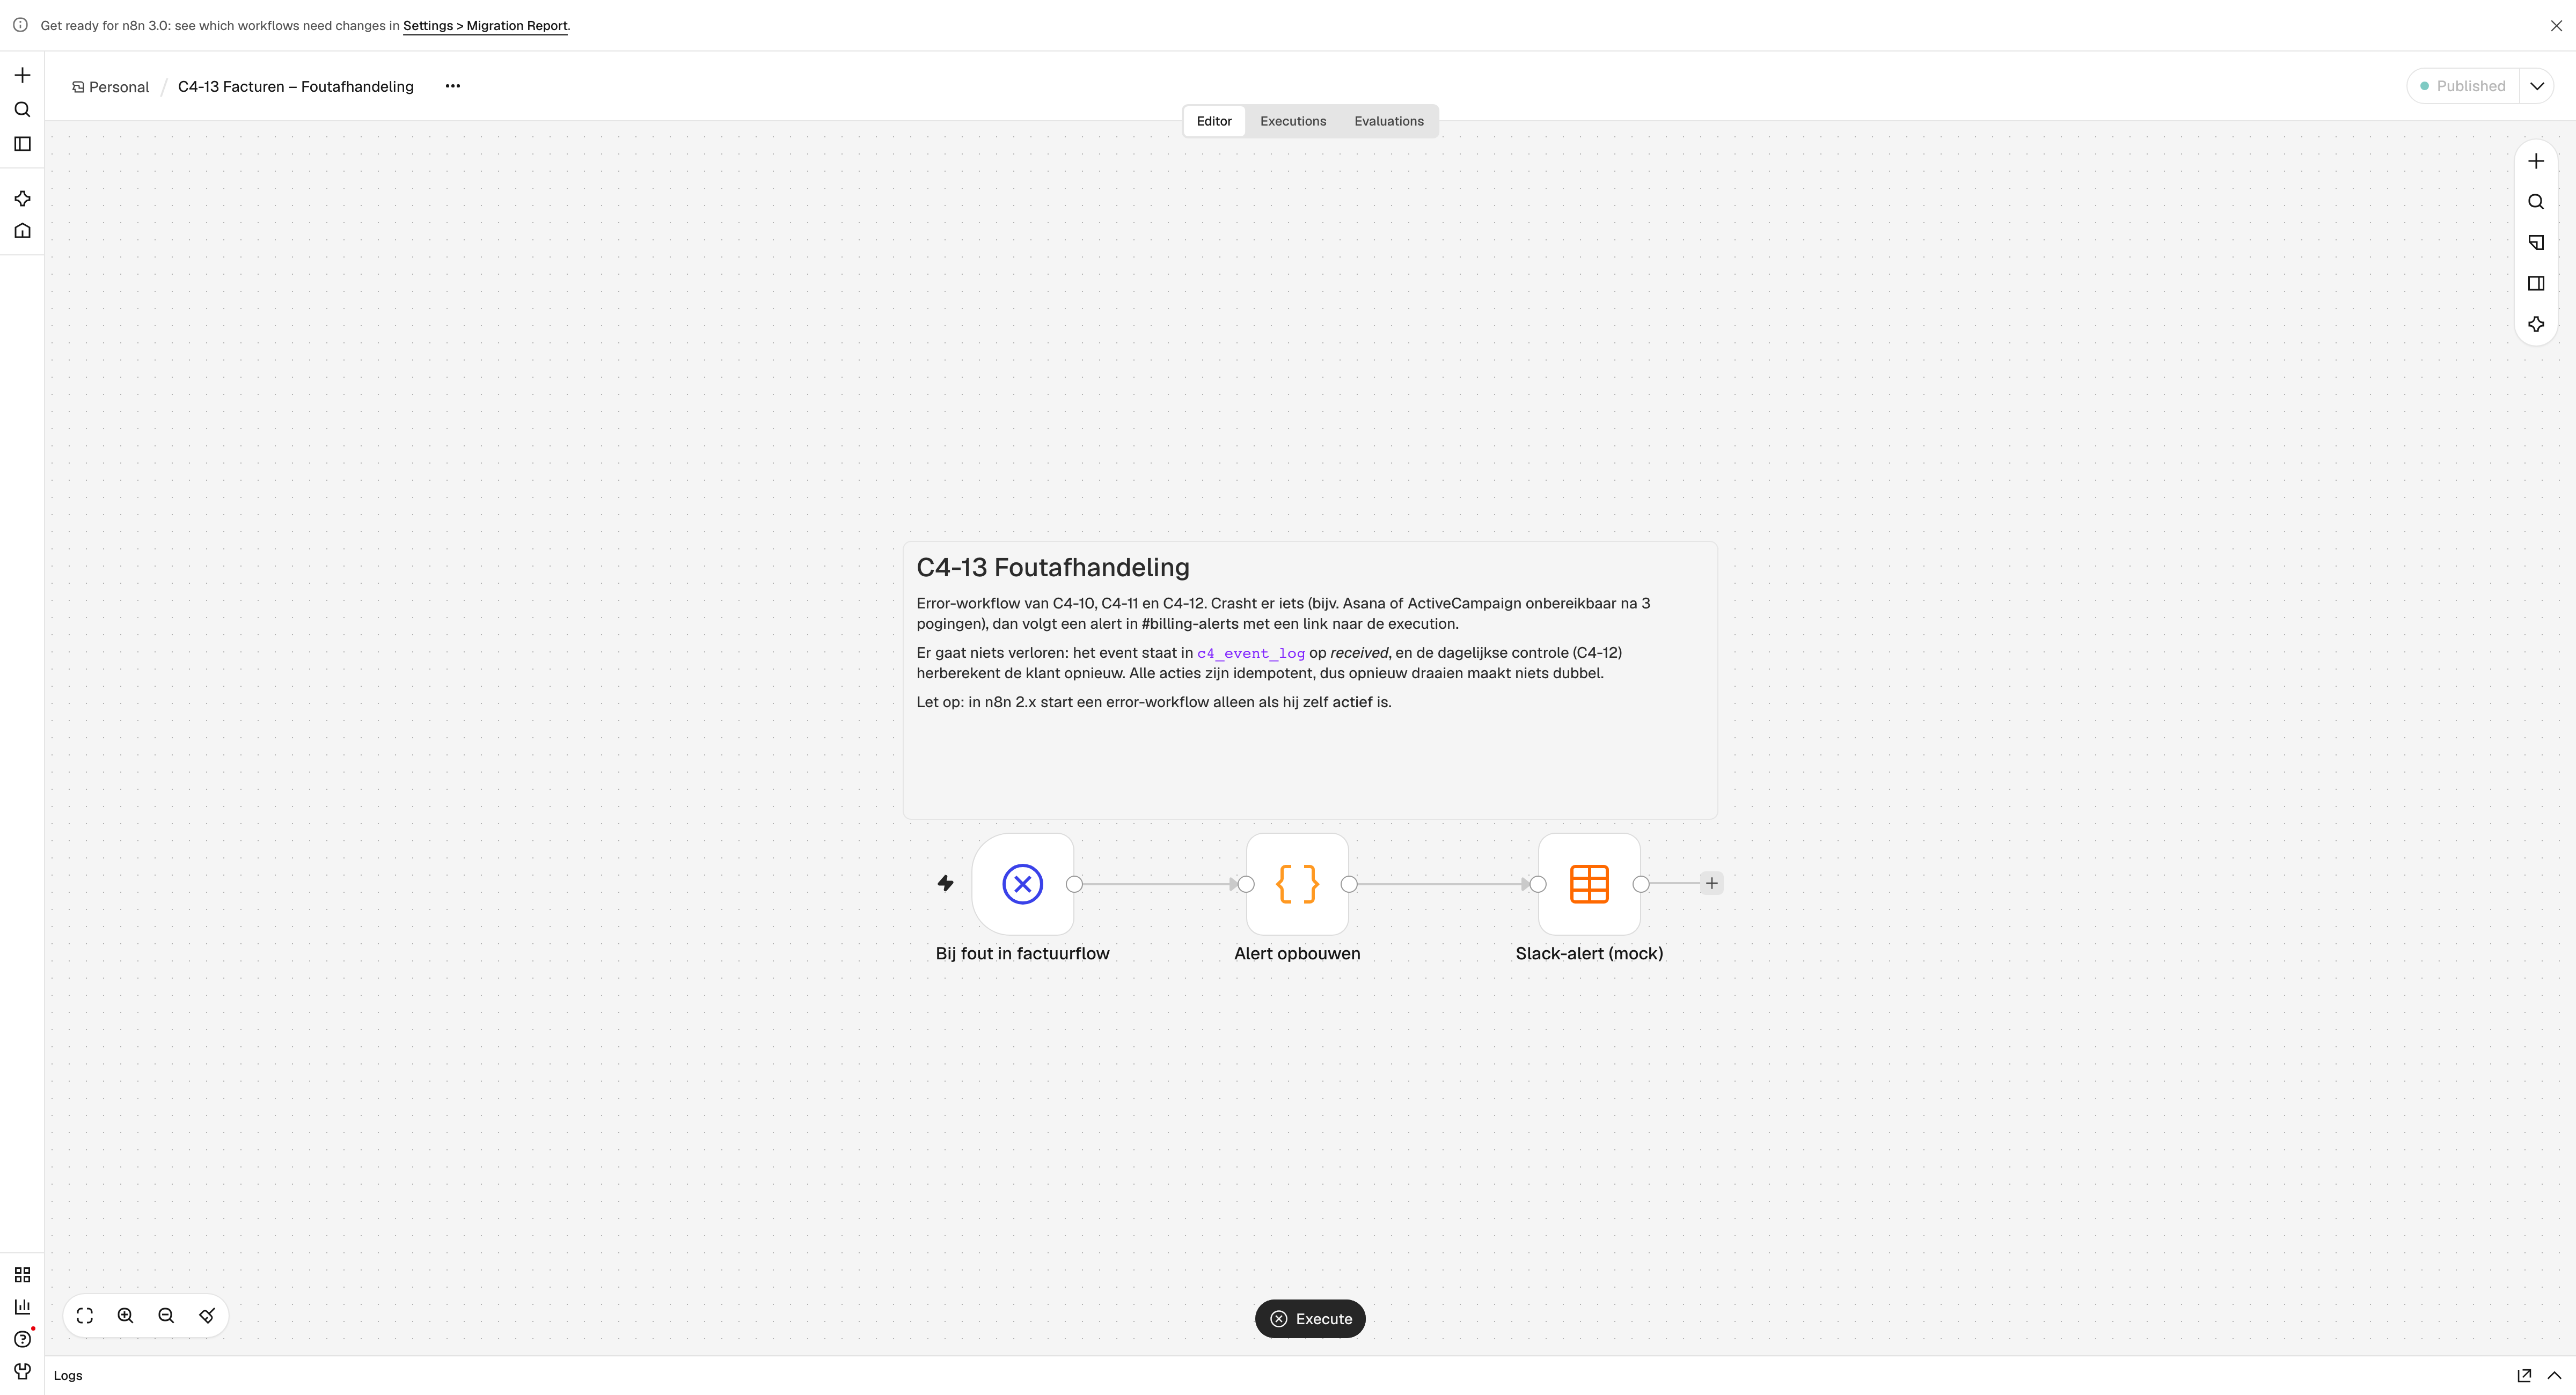 Get ready for n8n 3.0: see which workflows need changes in Settings > Migration Report.
Personal / C4-13 Facturen – Foutafhandeling
Published
Editor Executions Evaluations
C4-13 Foutafhandeling
Error-workflow van C4-10, C4-11 en C4-12. Crasht er iets (bijv. Asana of ActiveCampaign onbereikbaar na 3
pogingen), dan volgt een alert in #billing-alerts met een link naar de execution.
Er gaat niets verloren: het event staat in c4_event_log op received, en de dagelijkse controle (C4-12)
herberekent de klant opnieuw. Alle acties zijn idempotent, dus opnieuw draaien maakt niets dubbel.
Let op: in n8n 2.x start een error-workflow alleen als hij zelf actief is.
Bij fout in factuurflow
Alert opbouwen
Slack-alert (mock)
Execute
Logs